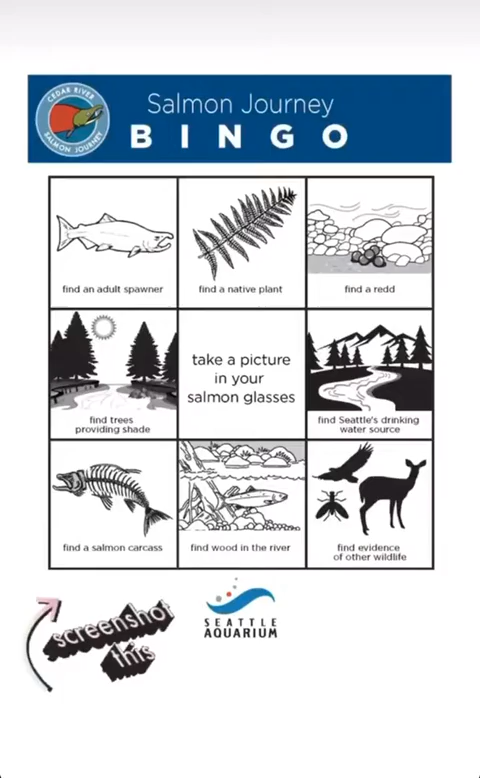 CEDAR RIVER
SALMON JOURNEY
Salmon Journey
BINGO
find an adult spawner
find a native plant
find a redd
find trees
providing shade
take a picture
in your
salmon glasses
find Seattle's drinking
water source
find a salmon carcass
find wood in the river
find evidence
of other wildlife
screenshot
this
SEATTLE
AQUARIUM